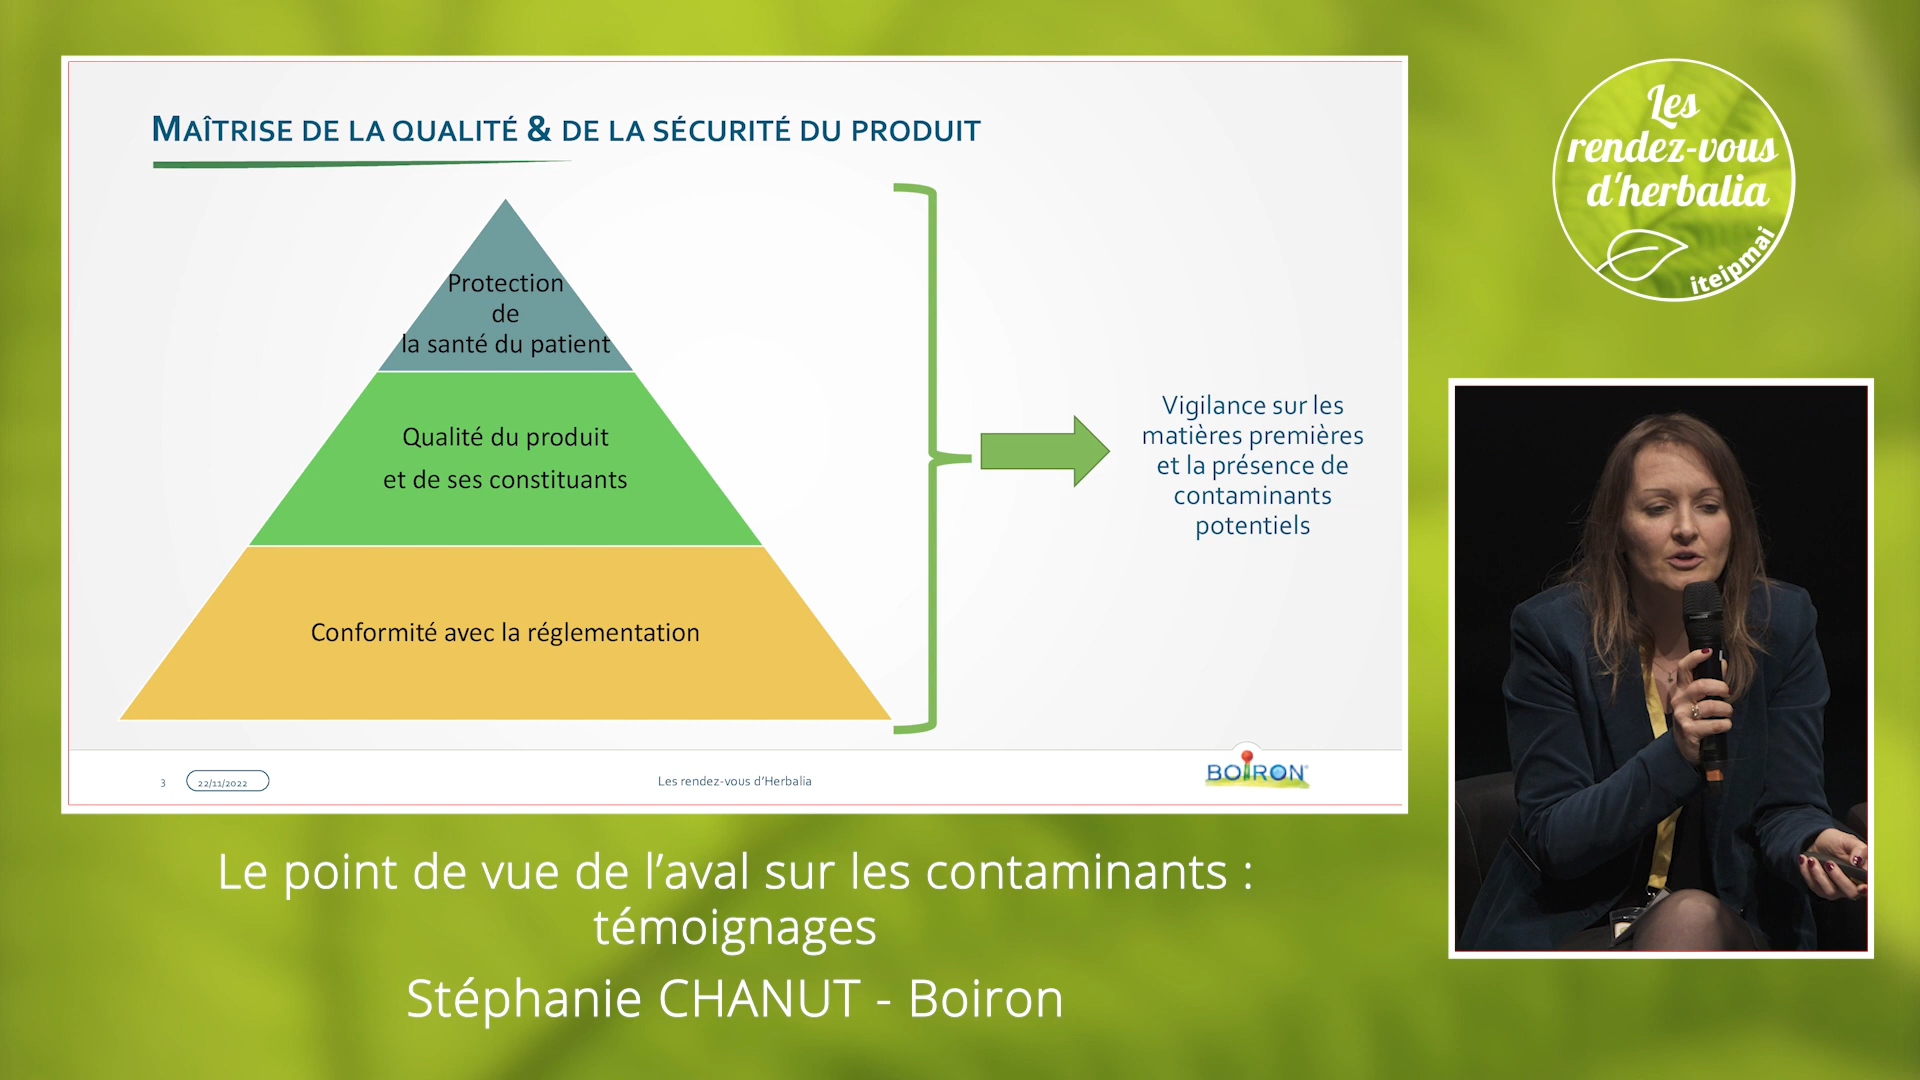 MAÎTRISE DE LA QUALITÉ & DE LA SÉCURITÉ DU PRODUIT
Protection
de
la santé du patient
Qualité du produit
et de ses constituants
Conformité avec la réglementation
Vigilance sur les
matières premières
et la présence de
contaminants
potentiels
3
22/11/2022
Les rendez-vous d'Herbalia
BOIRON
Les
rendez-vous
d'herbalia
iteipmai
Le point de vue de l'aval sur les contaminants :
témoignages
Stéphanie CHANUT - Boiron